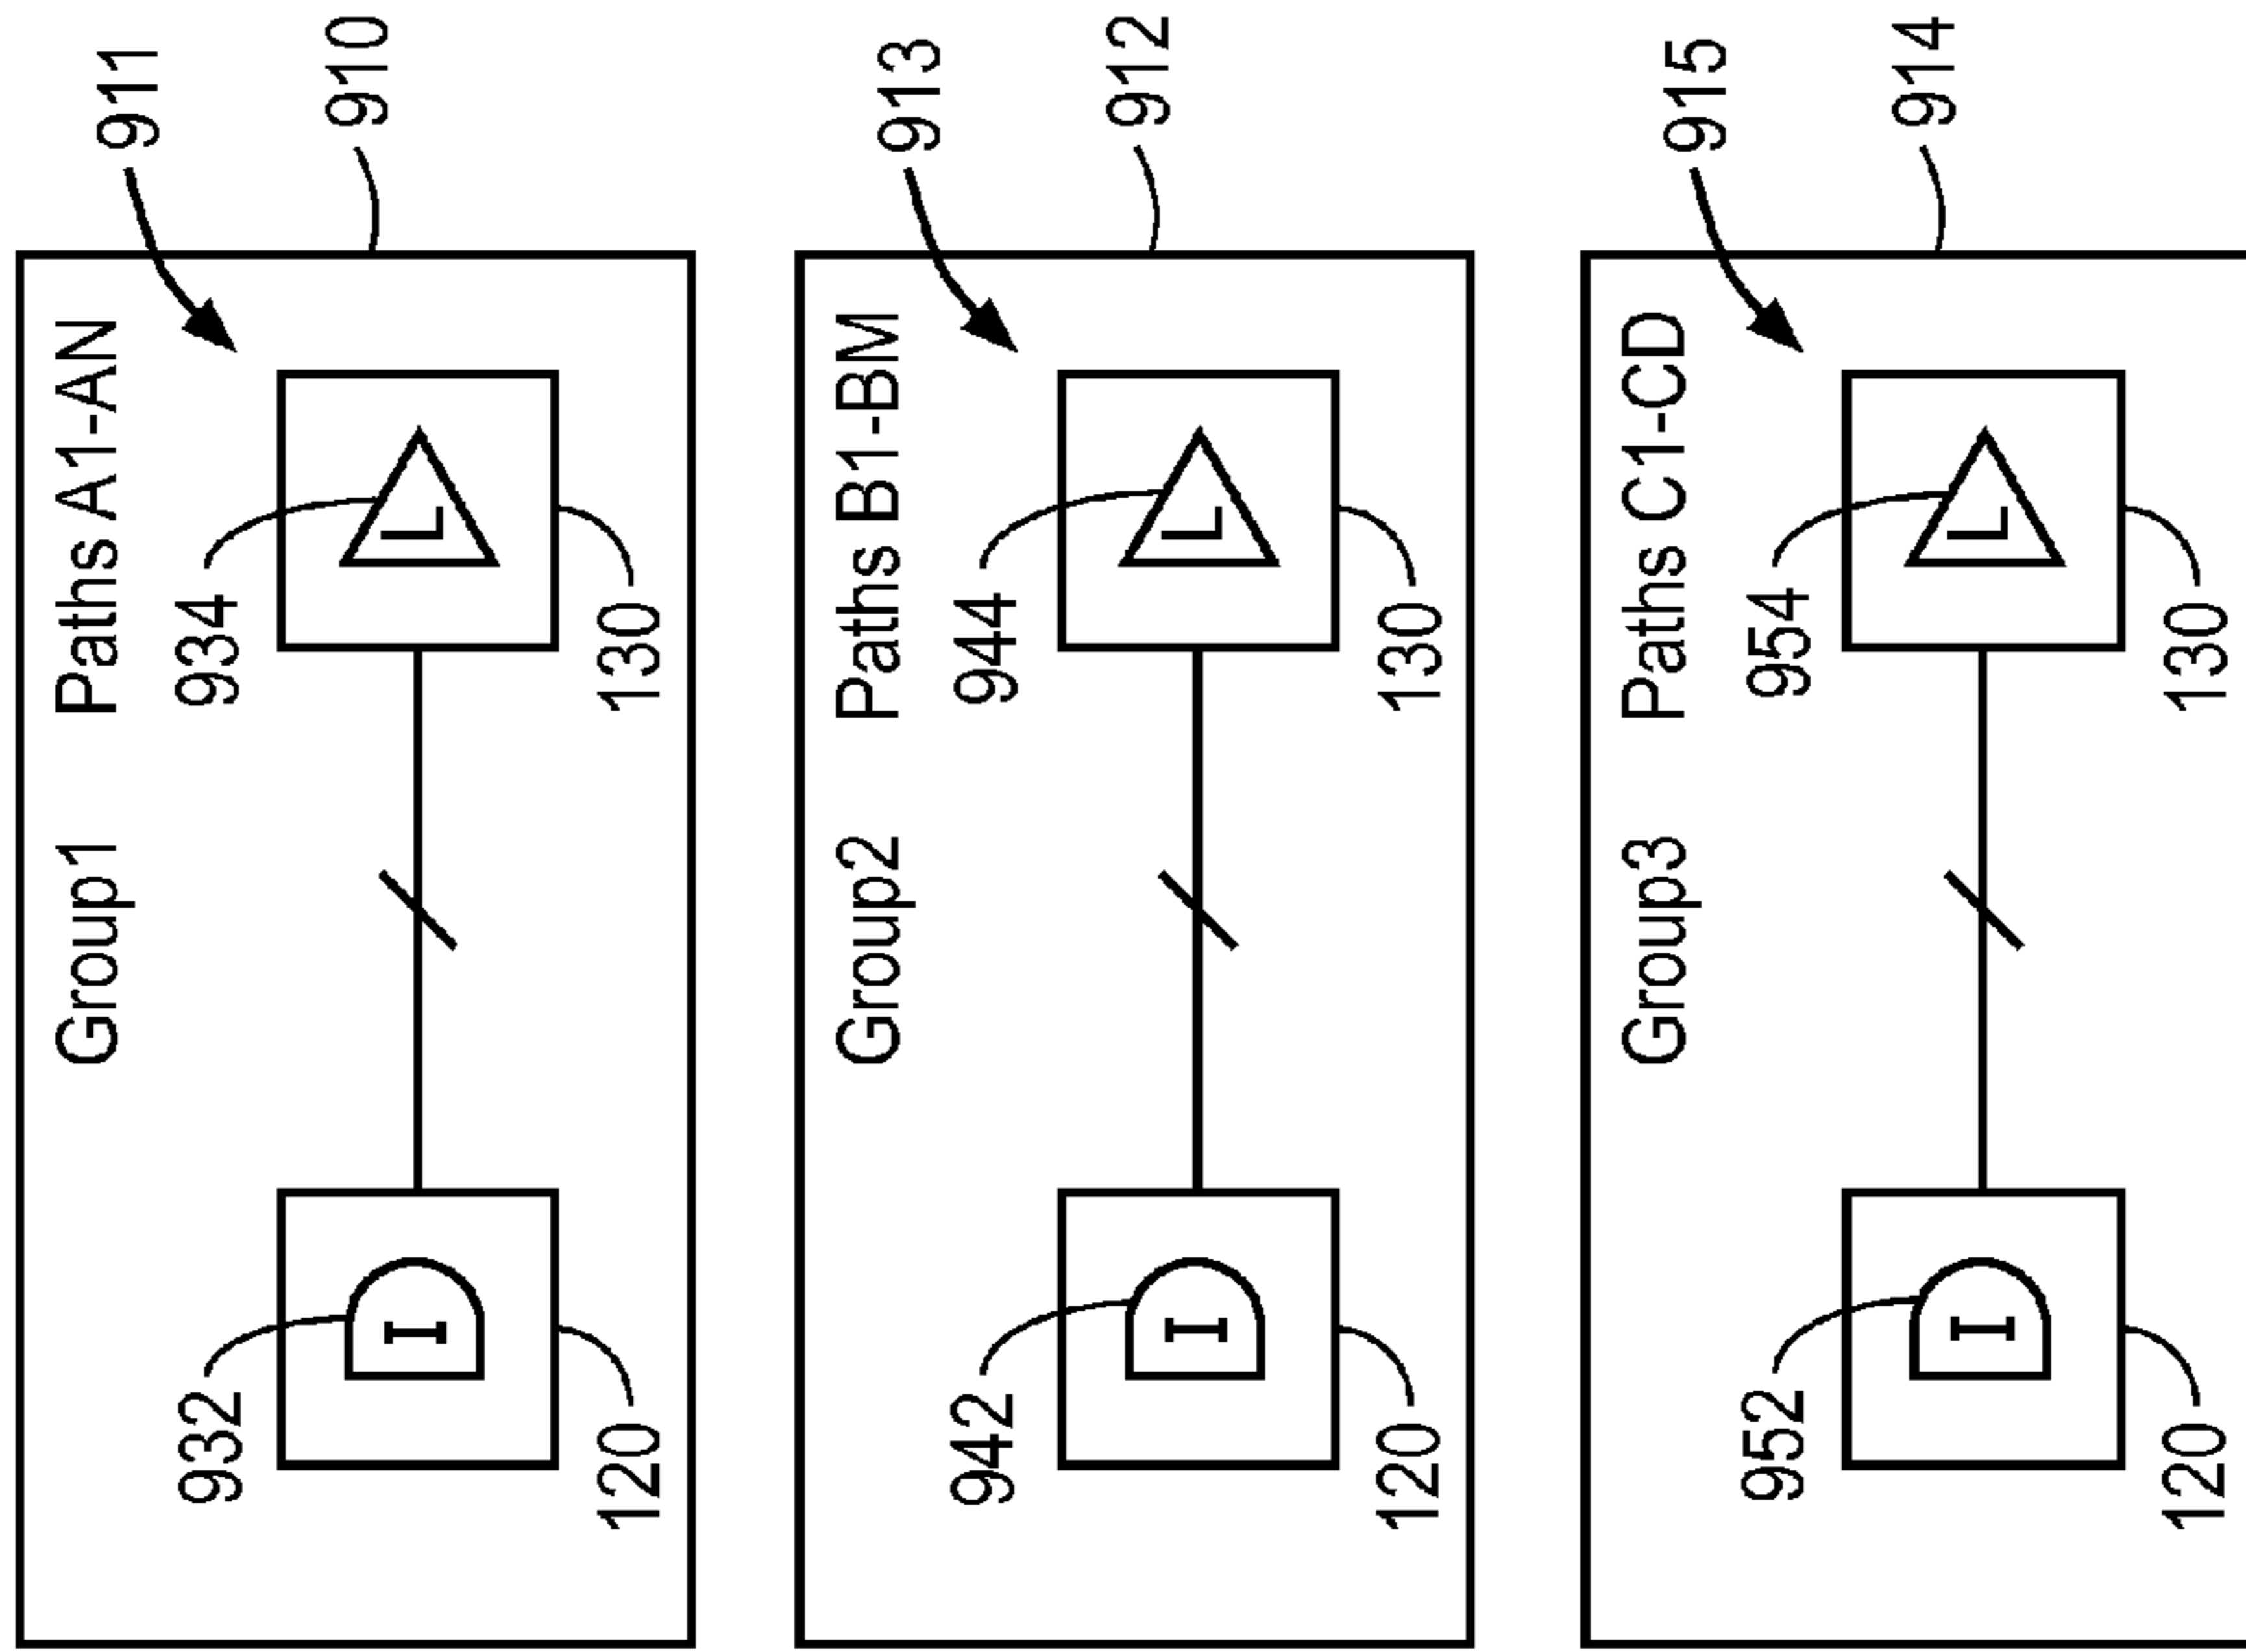 Group1 Paths A1-AN
911
932 934
910
I L
120 130
Group2 Paths B1-BM
913
942 944
912
I L
120 130
Group3 Paths C1-CD
915
952 954
914
I L
120 130